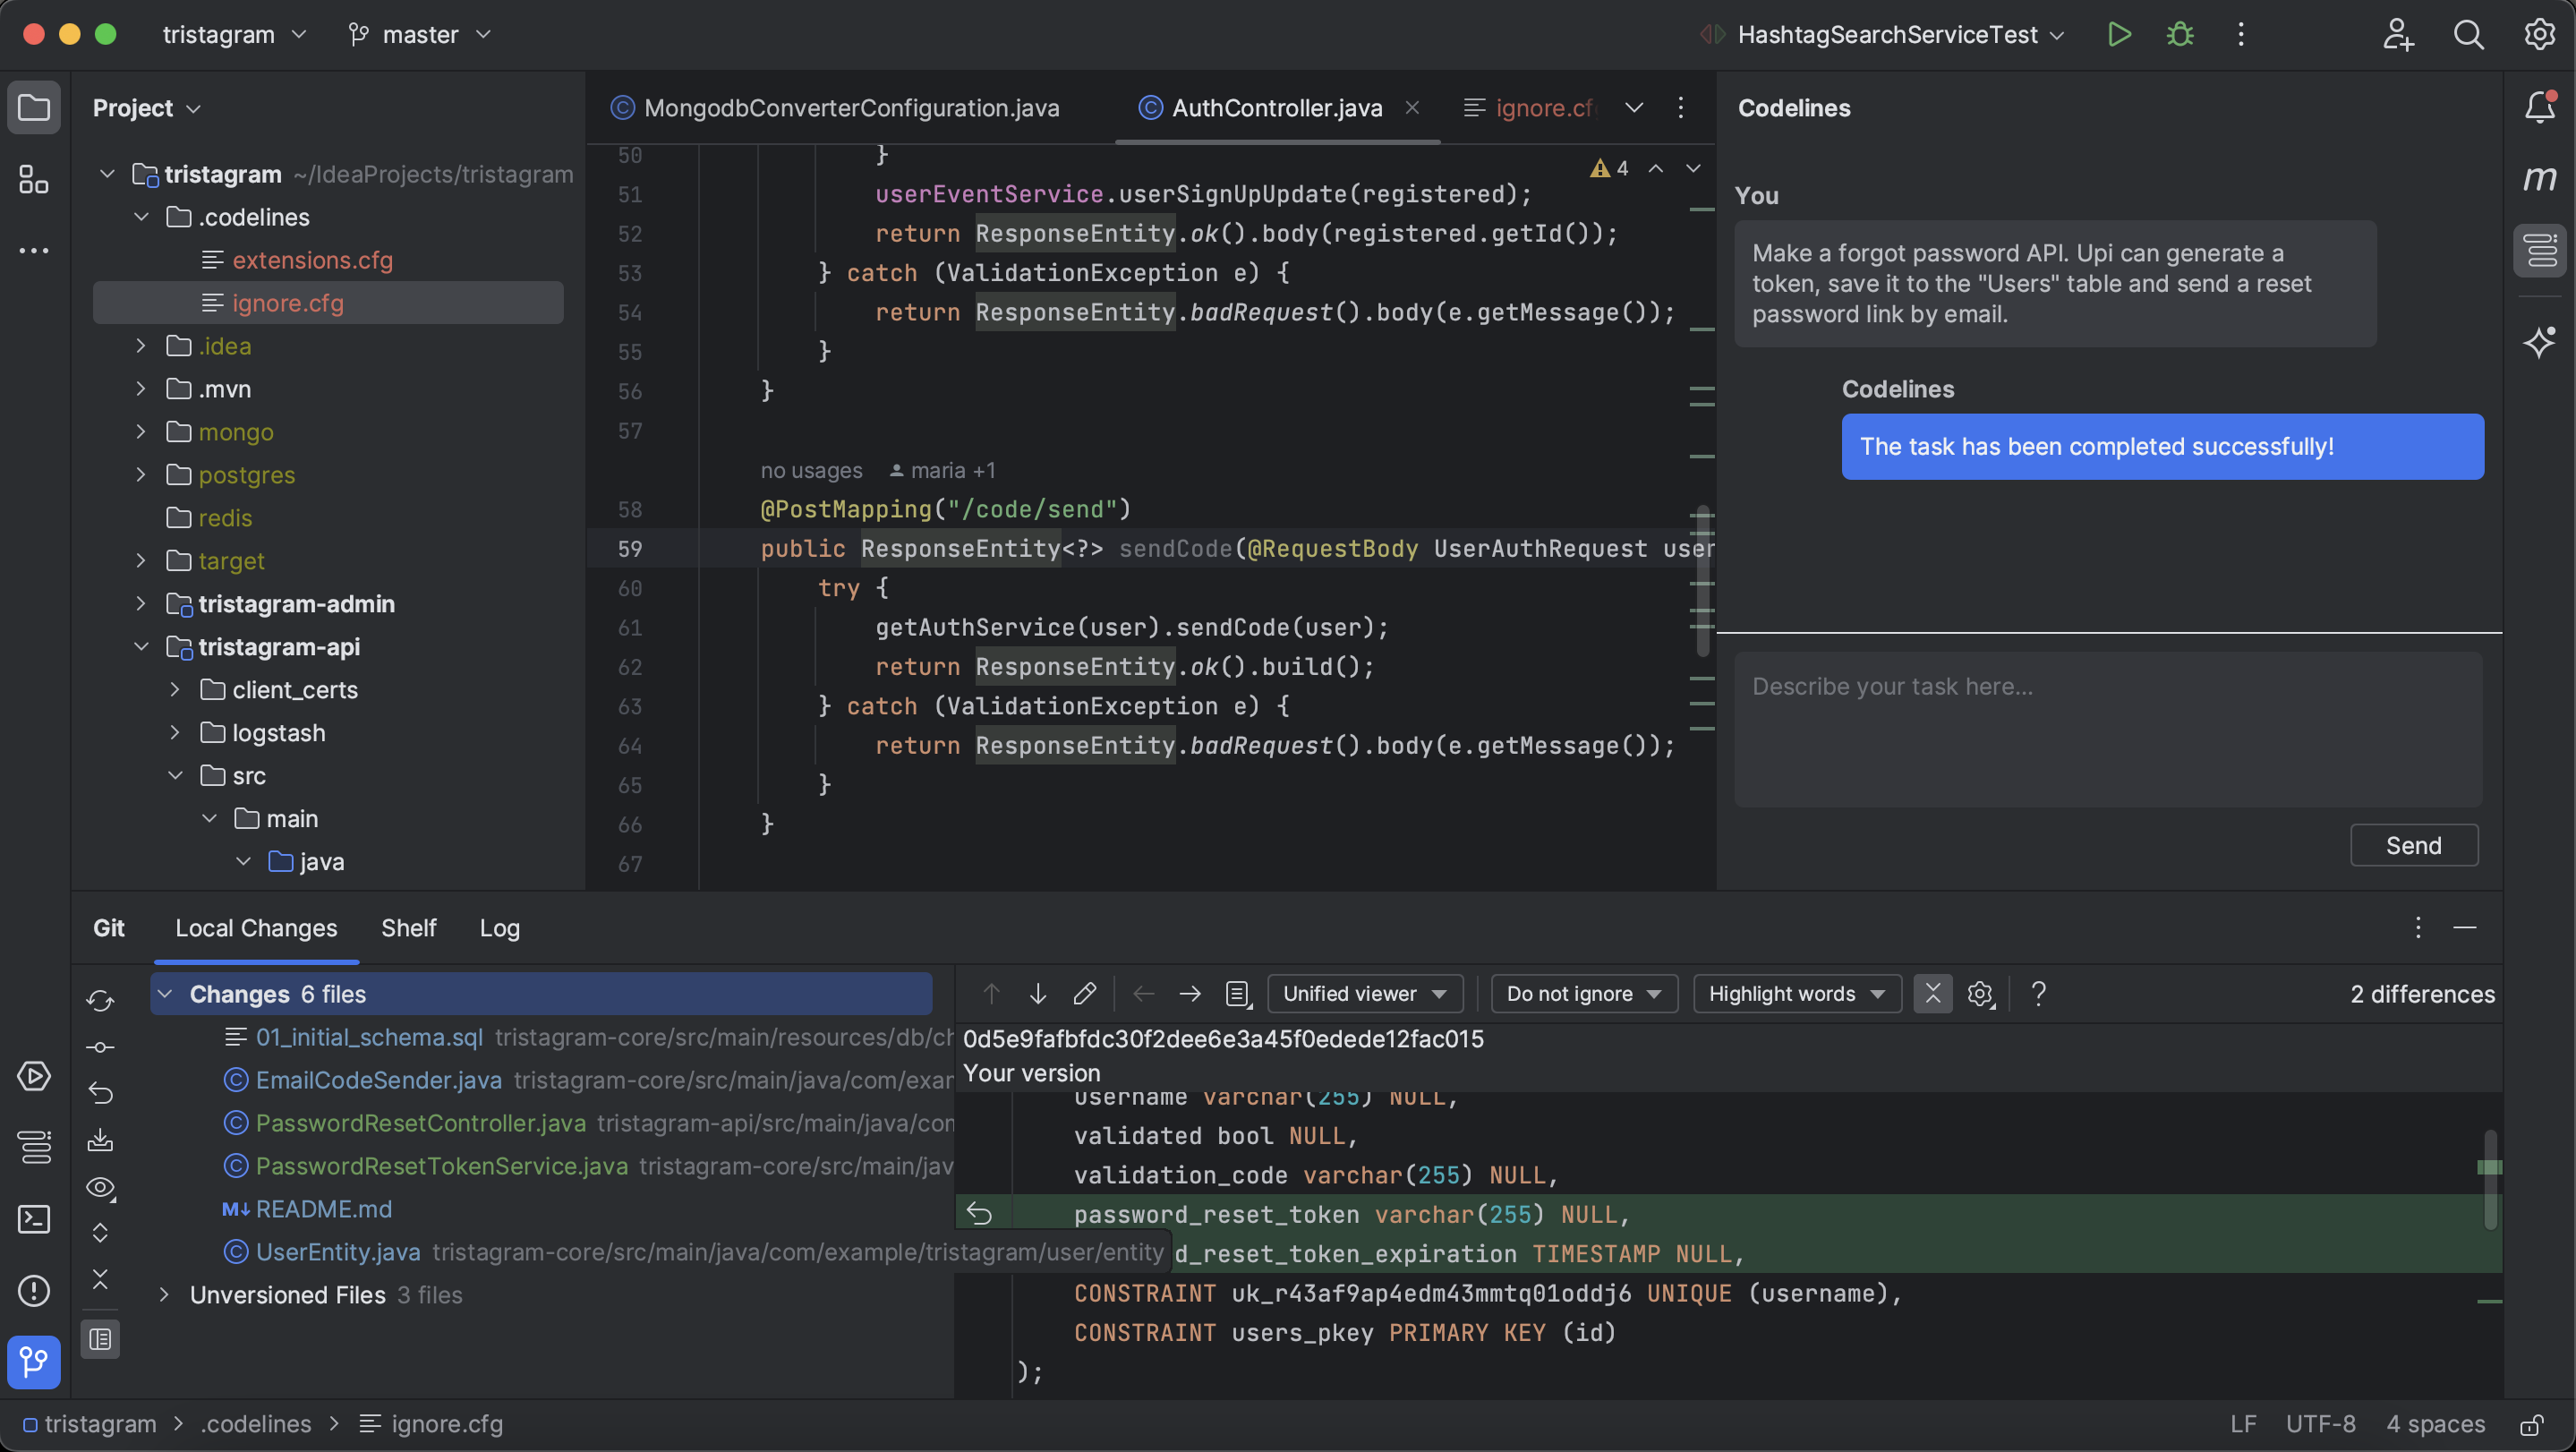 tristagram
master
HashtagSearchServiceTest
Project
tristagram ~/IdeaProjects/tristagram
.codelines
extensions.cfg
ignore.cfg
.idea
.mvn
mongo
postgres
redis
target
tristagram-admin
tristagram-api
client_certs
logstash
src
main
java
MongodbConverterConfiguration.java
AuthController.java
ignore.cf
4
50 }
51 userEventService.userSignUpUpdate(registered);
52 return ResponseEntity.ok().body(registered.getId());
53 } catch (ValidationException e) {
54 return ResponseEntity.badRequest().body(e.getMessage());
55 }
56 }
57
no usages maria +1
58 @PostMapping("/code/send")
59 public ResponseEntity<?> sendCode(@RequestBody UserAuthRequest user
60 try {
61 getAuthService(user).sendCode(user);
62 return ResponseEntity.ok().build();
63 } catch (ValidationException e) {
64 return ResponseEntity.badRequest().body(e.getMessage());
65 }
66 }
67
Codelines
You
Make a forgot password API. Upi can generate a
token, save it to the "Users" table and send a reset
password link by email.
Codelines
The task has been completed successfully!
Describe your task here...
Send
m
Git
Local Changes
Shelf
Log
Changes 6 files
01_initial_schema.sql tristagram-core/src/main/resources/db/ch
EmailCodeSender.java tristagram-core/src/main/java/com/exar
PasswordResetController.java tristagram-api/src/main/java/con
PasswordResetTokenService.java tristagram-core/src/main/jav
M↓ README.md
UserEntity.java tristagram-core/src/main/java/com/example/tristagram/user/entity
Unversioned Files 3 files
Unified viewer
Do not ignore
Highlight words
?
2 differences
0d5e9fafbfdc30f2dee6e3a45f0edede12fac015
Your version
username varchar(255) NULL,
validated bool NULL,
validation_code varchar(255) NULL,
password_reset_token varchar(255) NULL,
d_reset_token_expiration TIMESTAMP NULL,
CONSTRAINT uk_r43af9ap4edm43mmtq01oddj6 UNIQUE (username),
CONSTRAINT users_pkey PRIMARY KEY (id)
);
tristagram > .codelines > ignore.cfg
LF
UTF-8
4 spaces